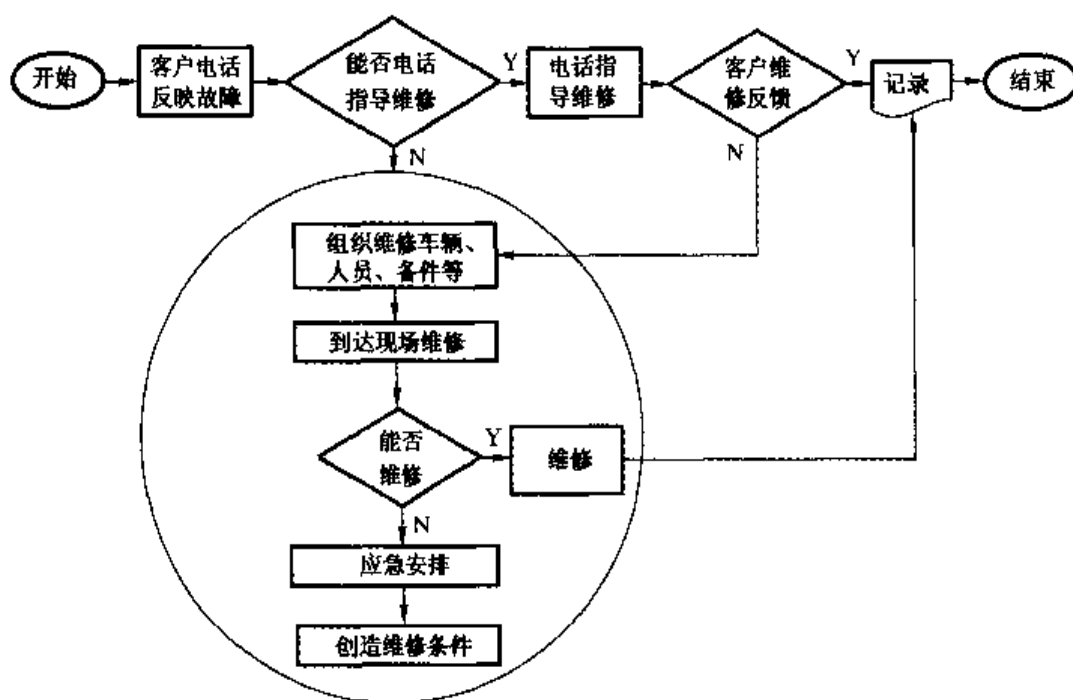 开始
客户电话
反映故障
能否电话
指导维修
Y
电话指
导维修
客户维
修反馈
Y
记录
结束
N
N
组织维修车辆、
人员、备件等
到达现场维修
能否
维修
Y
维修
N
应急安排
创造维修条件